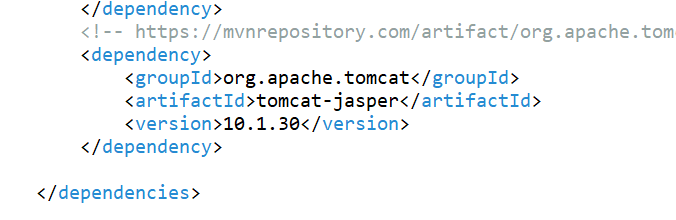 </dependency>
<!-- https://mvnrepository.com/artifact/org.apache.tom
<dependency>
<groupId>org.apache.tomcat</groupId>
<artifactId>tomcat-jasper</artifactId>
<version>10.1.30</version>
</dependency>
</dependencies>